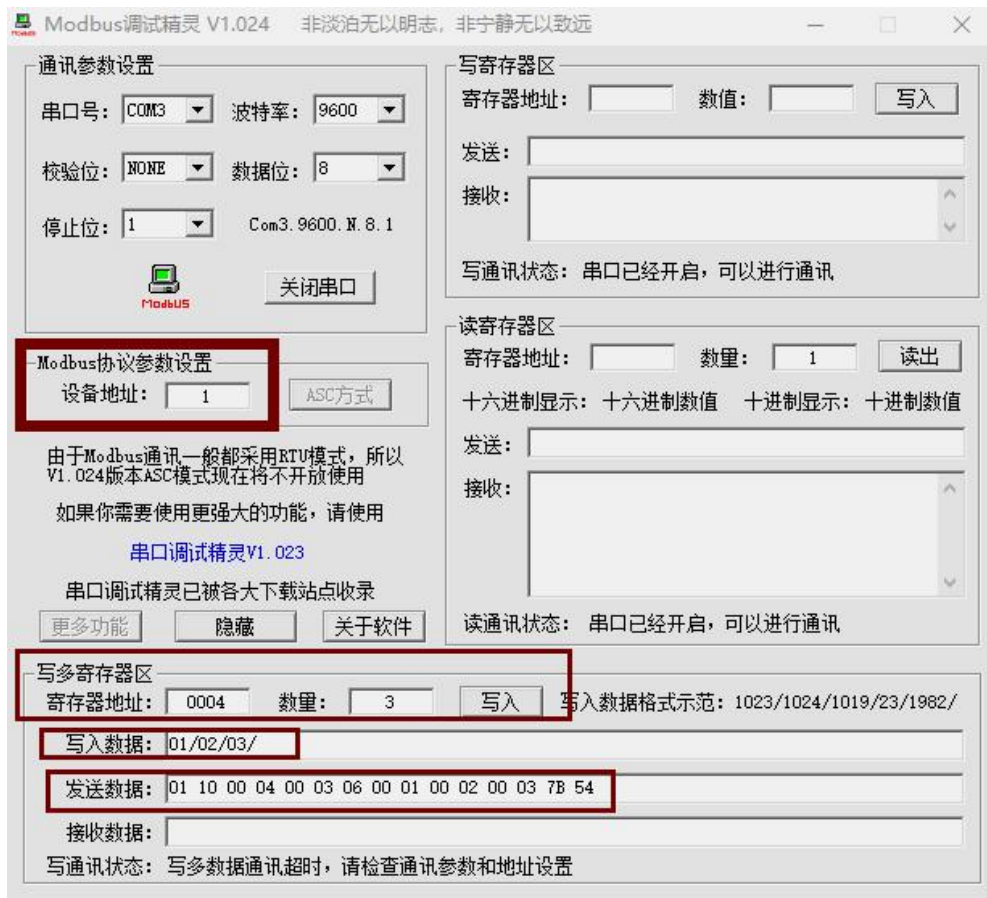 Modbus调试精灵 V1.024 非淡泊无以明志，非宁静无以致远
通讯参数设置
串口号： COM3 波特率： 9600
校验位： NONE 数据位： 8
停止位： 1 Com3.9600.N.8.1
ModbUS 关闭串口
Modbus协议参数设置
设备地址： 1 ASC方式
由于Modbus通讯一般都采用RTU模式，所以
V1.024版本ASC模式现在将不开放使用
如果你需要使用更强大的功能，请使用
串口调试精灵V1.023
串口调试精灵已被各大下载站点收录
更多功能 隐藏 关于软件
写寄存器区
寄存器地址： 数值： 写入
发送：
接收：
写通讯状态： 串口已经开启，可以进行通讯
读寄存器区
寄存器地址： 数量： 1 读出
十六进制显示： 十六进制数值 十进制显示： 十进制数值
发送：
接收：
读通讯状态： 串口已经开启，可以进行通讯
写多寄存器区
寄存器地址： 0004 数量： 3 写入 写入数据格式示范：1023/1024/1019/23/1982/
写入数据： 01/02/03/
发送数据： 01 10 00 04 00 03 06 00 01 00 02 00 03 7B 54
接收数据：
写通讯状态： 写多数据通讯超时，请检查通讯参数和地址设置